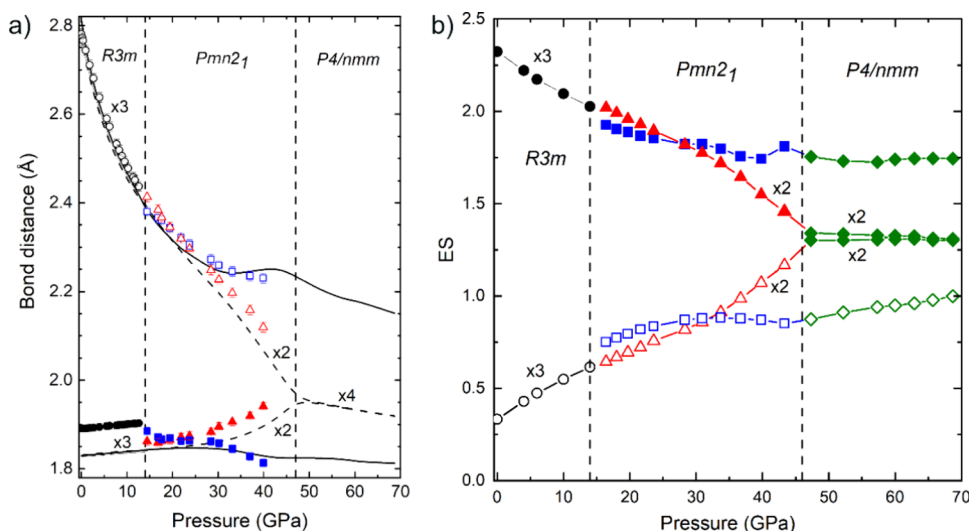 a)
R3m
Pmn2₁
P4/nmm
x3
x2
x4
x2
x3
Bond distance (Å)
2.8
2.6
2.4
2.2
2.0
1.8
0 10 20 30 40 50 60 70
Pressure (GPa)
b)
x3
Pmn2₁
P4/nmm
R3m
x2
x2
x2
x2
x3
ES
2.5
2.0
1.5
1.0
0.5
0.0
0 10 20 30 40 50 60 70
Pressure (GPa)